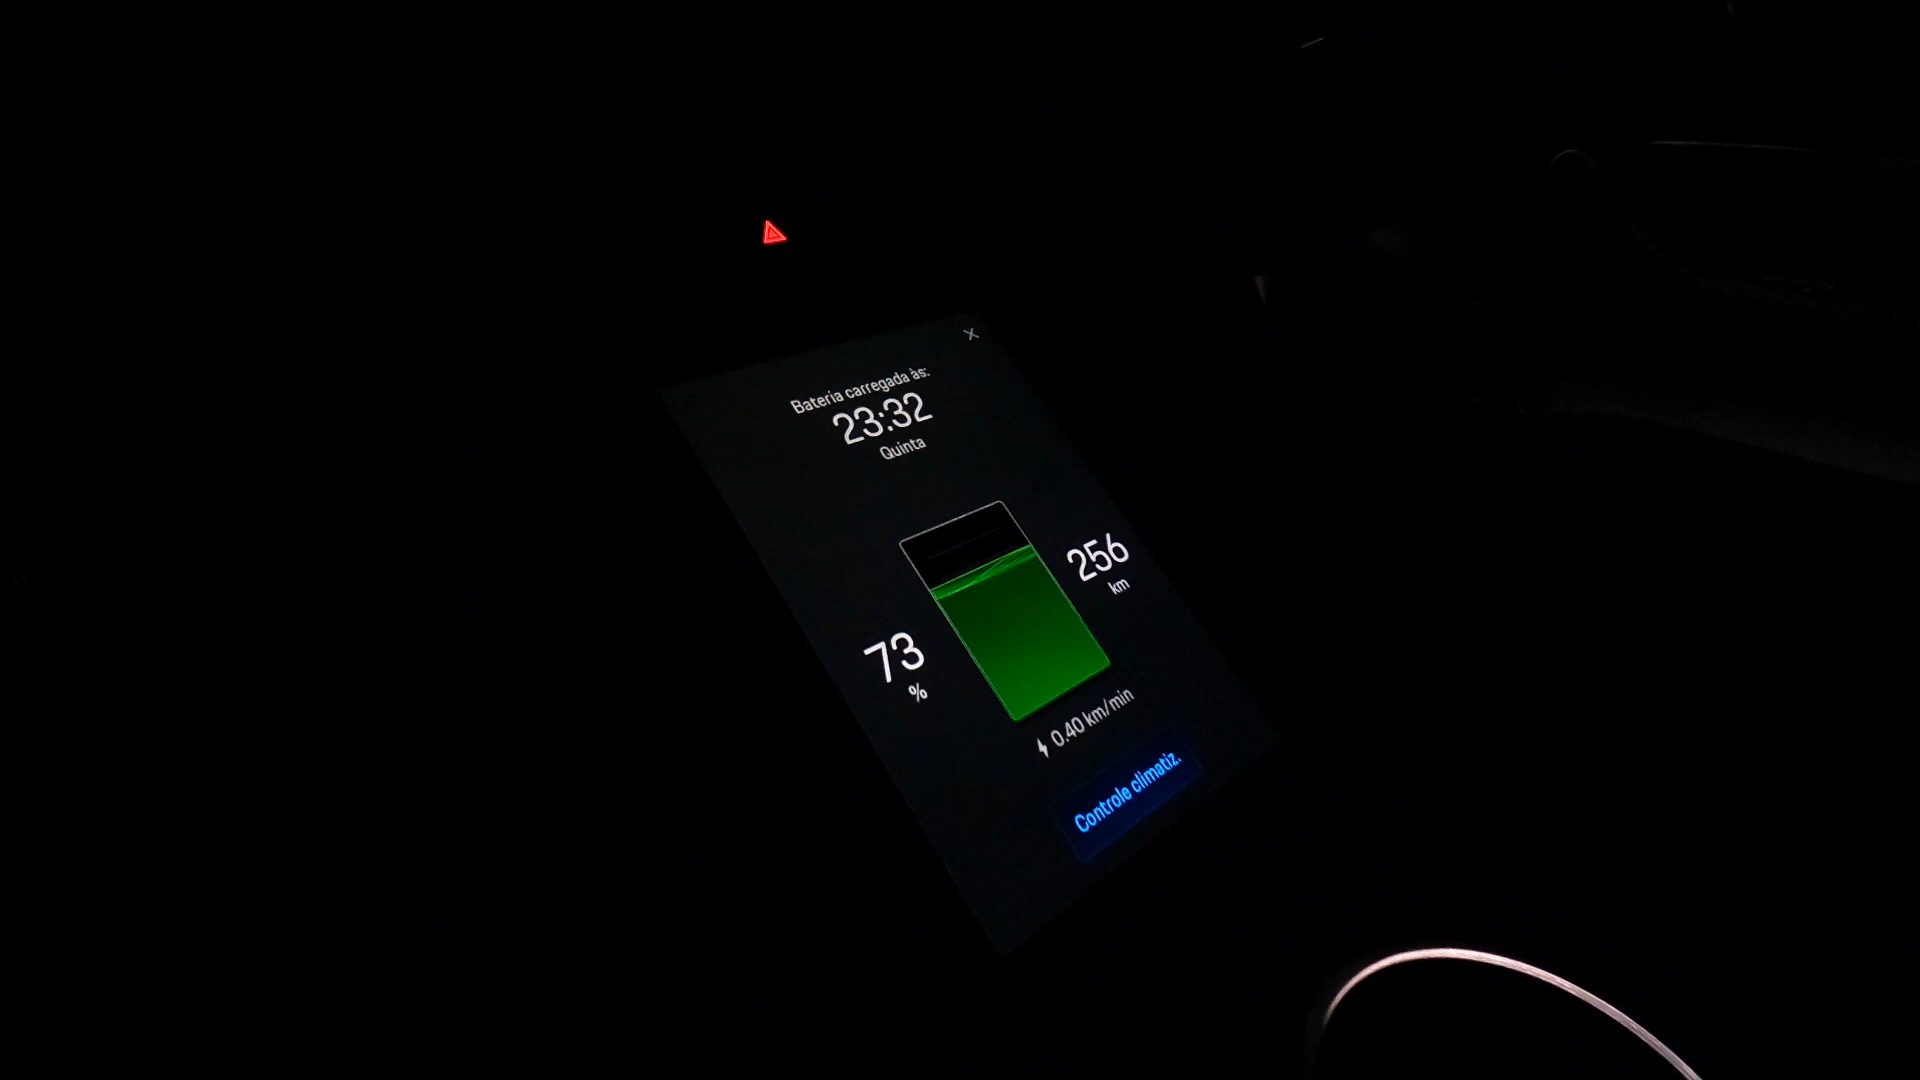 Bateria carregada às:
23:32
Quinta
256
km
73
%
0.40 km/min
Controle climatiz.